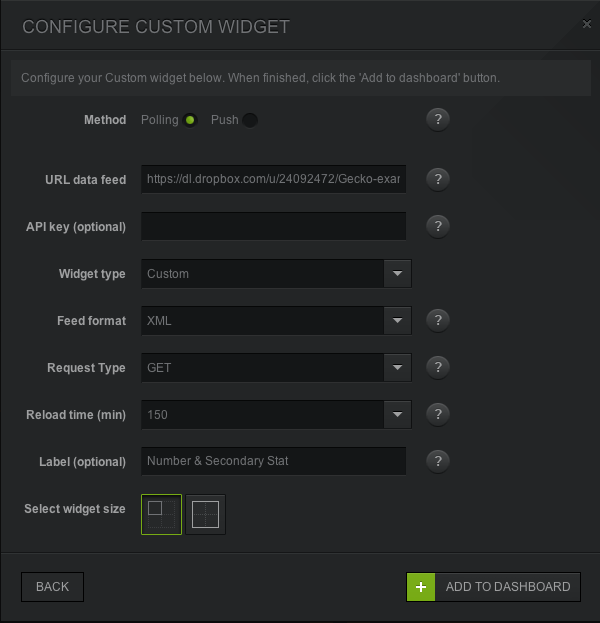 CONFIGURE CUSTOM WIDGET
Configure your Custom widget below. When finished, click the 'Add to dashboard' button.
Method Polling Push ?
URL data feed https://dl.dropbox.com/u/24092472/Gecko-exar ?
API key (optional) ?
Widget type Custom
Feed format XML ?
Request Type GET ?
Reload time (min) 150 ?
Label (optional) Number & Secondary Stat ?
Select widget size
BACK + ADD TO DASHBOARD